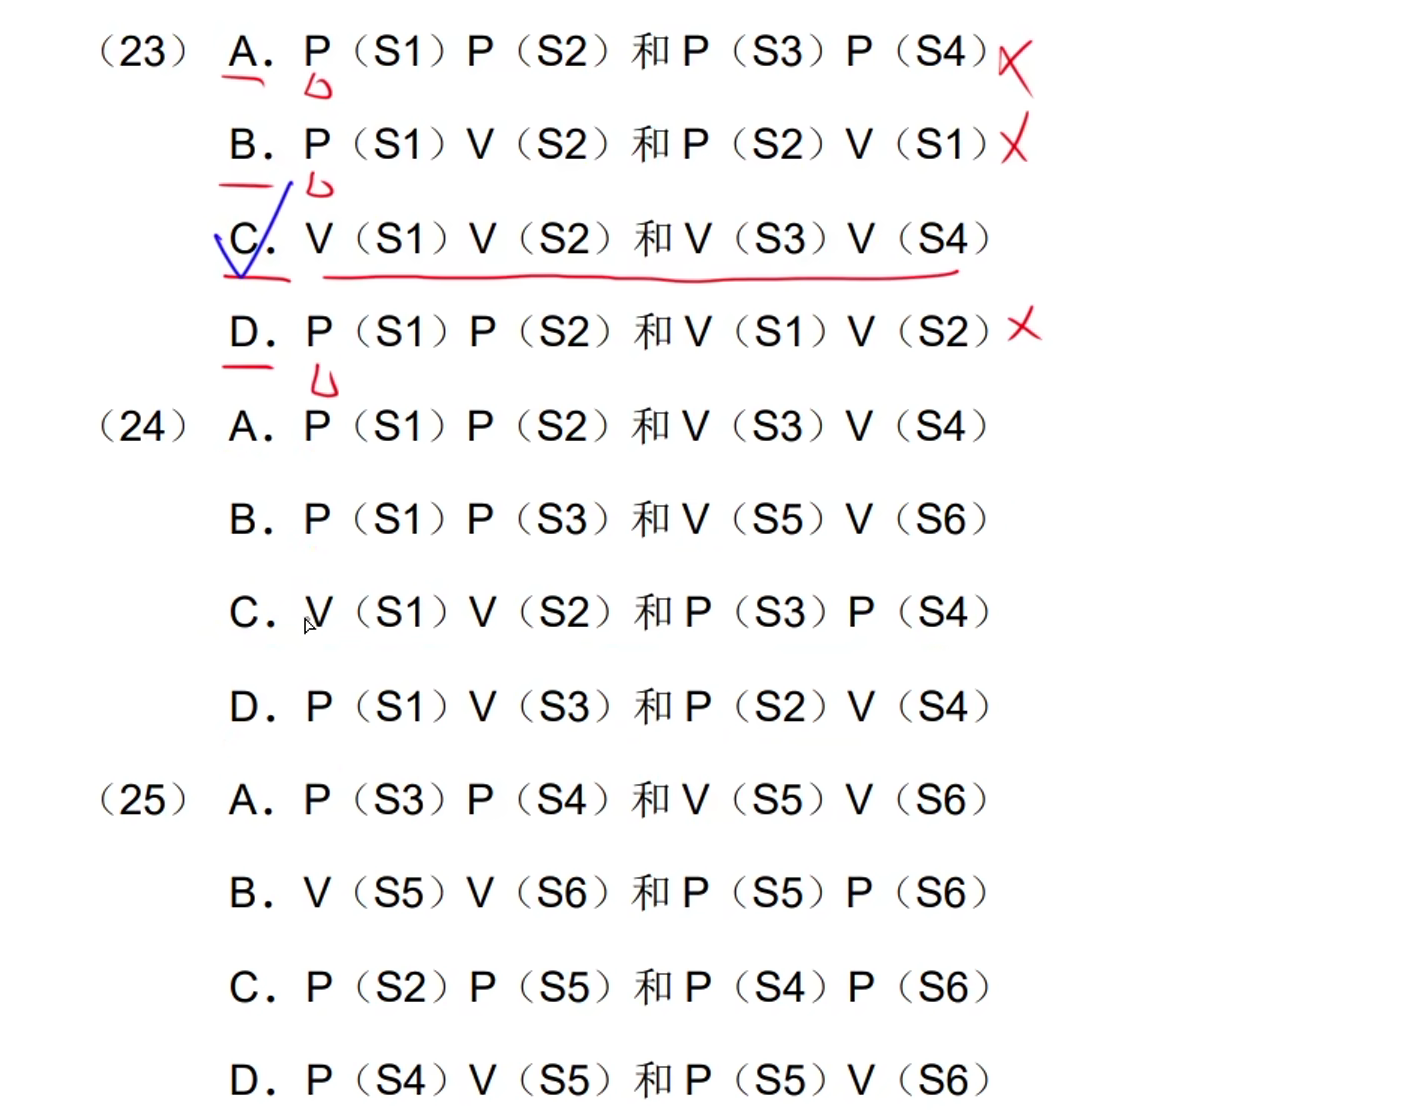 （23） A．P（S1）P（S2）和 P（S3）P（S4）
B．P（S1）V（S2）和 P（S2）V（S1）
C．V（S1）V（S2）和 V（S3）V（S4）
D．P（S1）P（S2）和 V（S1）V（S2）
（24） A．P（S1）P（S2）和 V（S3）V（S4）
B．P（S1）P（S3）和 V（S5）V（S6）
C．V（S1）V（S2）和 P（S3）P（S4）
D．P（S1）V（S3）和 P（S2）V（S4）
（25） A．P（S3）P（S4）和 V（S5）V（S6）
B．V（S5）V（S6）和 P（S5）P（S6）
C．P（S2）P（S5）和 P（S4）P（S6）
D．P（S4）V（S5）和 P（S5）V（S6）